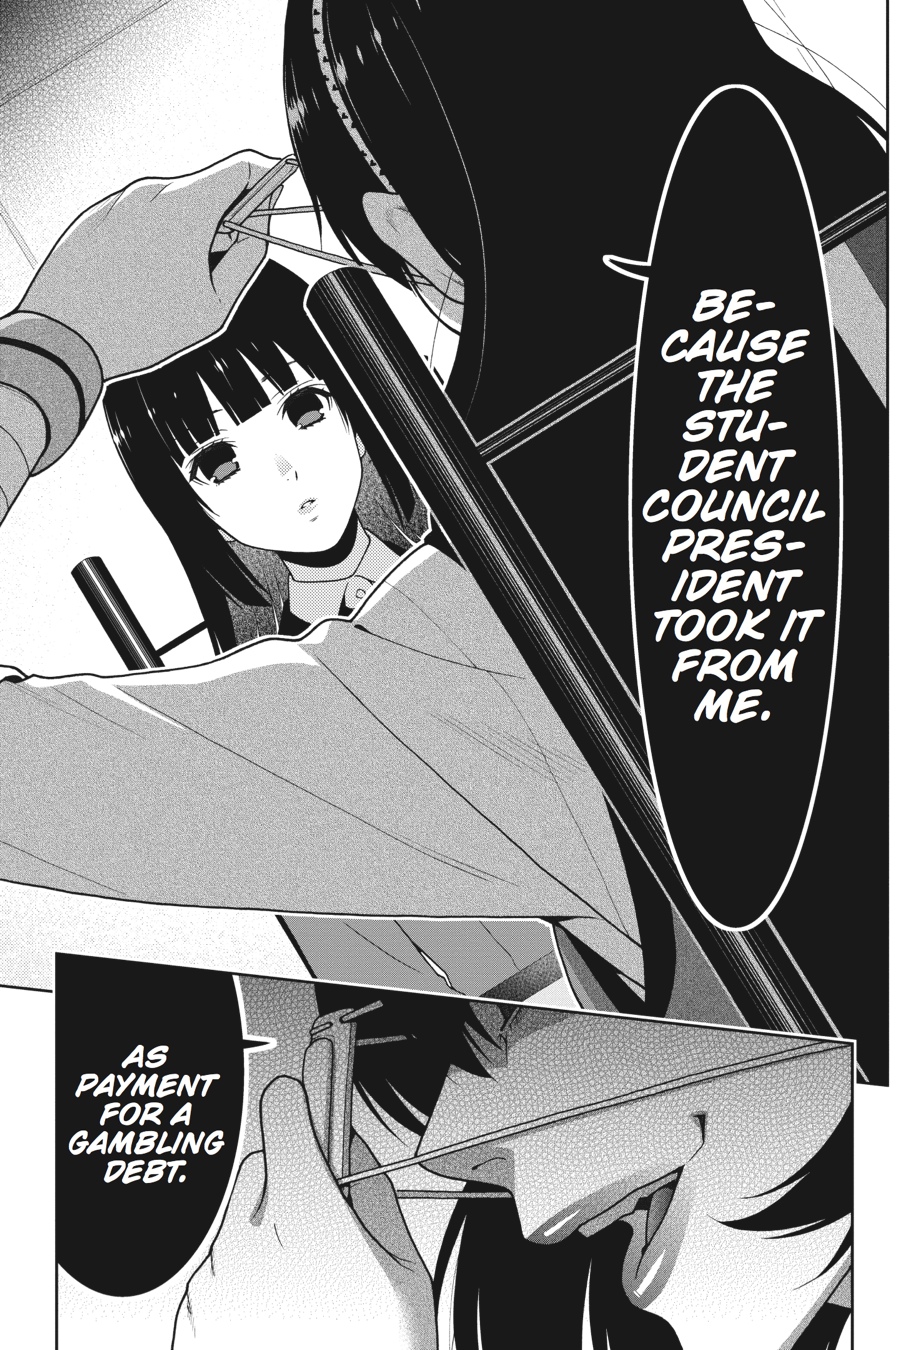 BE-
CAUSE
THE
STU-
DENT
COUNCIL
PRES-
IDENT
TOOK IT
FROM
ME.
AS
PAYMENT
FOR A
GAMBLING
DEBT.